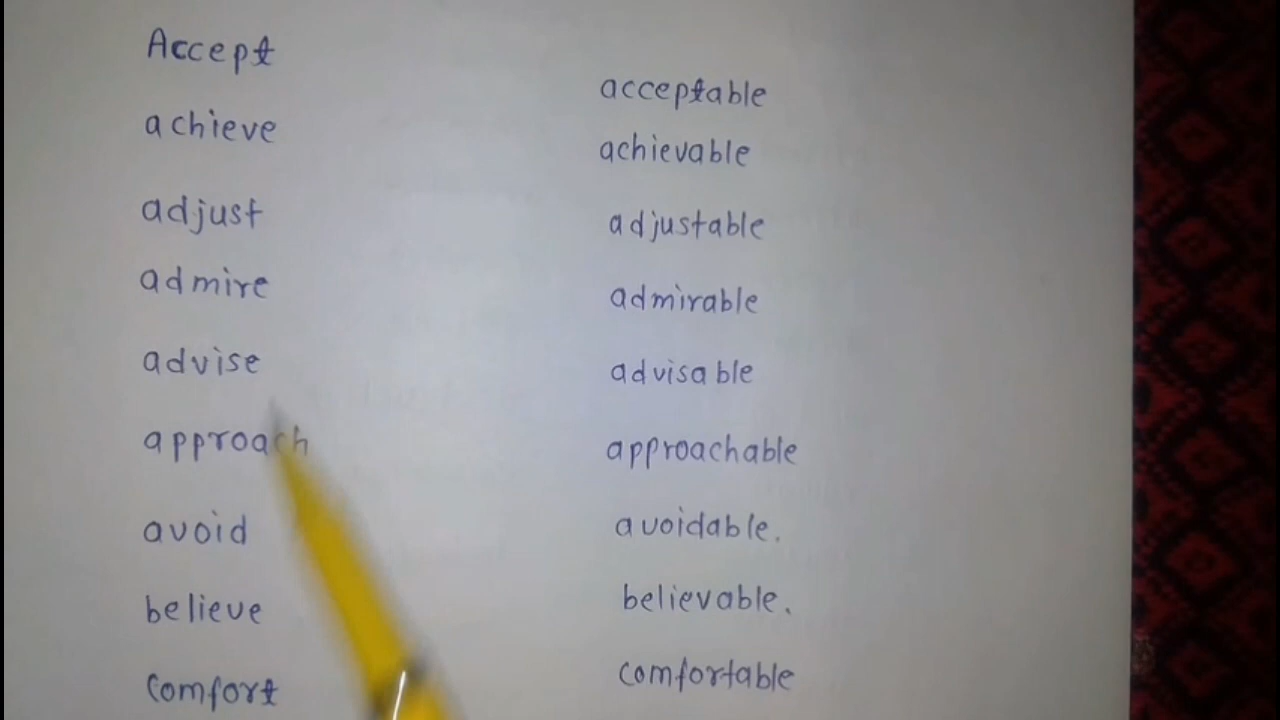 Accept
acceptable
achieve
achievable
adjust
adjustable
admire
admirable
advise
advisable
approach
approachable
avoid
avoidable.
believe
believable.
Comfort
comfortable